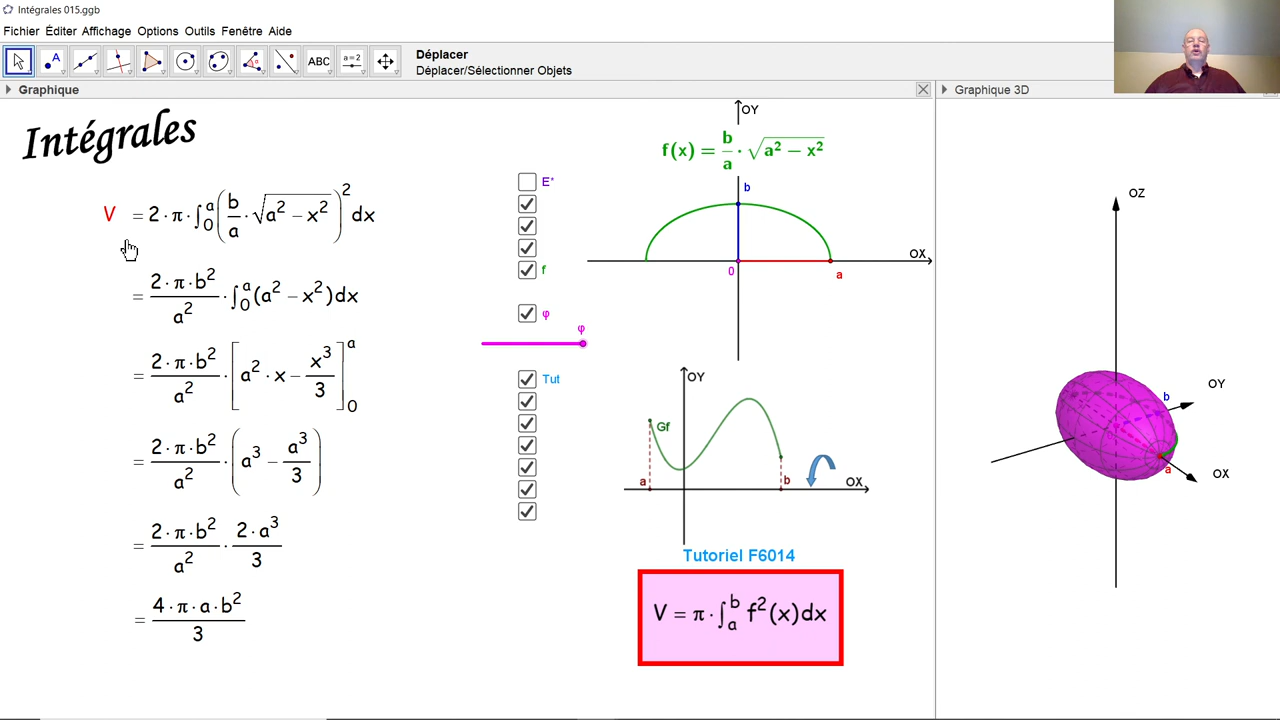 Intégrales 015.ggb
Fichier Éditer Affichage Options Outils Fenêtre Aide
A ABC a=2 Déplacer
Déplacer/Sélectionner Objets
Graphique
Graphique 3D
Intégrales
V = 2·π·∫₀ᵃ(b/a·√(a²−x²))²dx
= 2·π·b²/a²·∫₀ᵃ(a²−x²)dx
= 2·π·b²/a²·[a²·x−x³/3]₀ᵃ
= 2·π·b²/a²·(a³−a³/3)
= 2·π·b²/a²·2·a³/3
= 4·π·a·b²/3
E*
f
φ
φ
Tut
OY
f(x) = b/a·√(a²−x²)
b
OX
0
a
OY
Gf
a
b
OX
Tutoriel F6014
V = π·∫ₐᵇ f²(x)dx
OZ
OY
b
0
a
OX